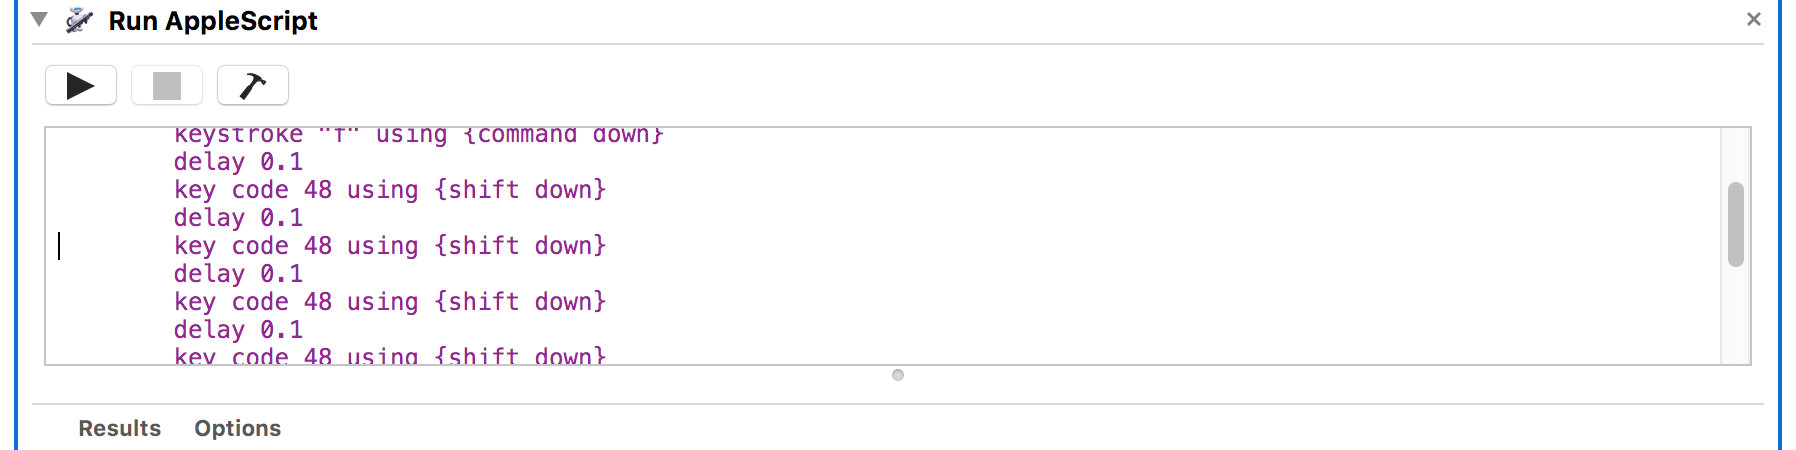 Run AppleScript
keystroke "f" using {command down}
delay 0.1
key code 48 using {shift down}
delay 0.1
key code 48 using {shift down}
delay 0.1
key code 48 using {shift down}
delay 0.1
key code 48 using {shift down}
Results Options